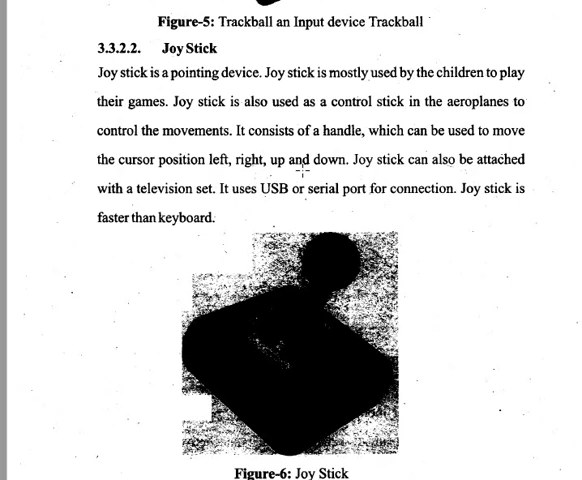 Figure-5: Trackball an Input device Trackball
3.3.2.2. Joy Stick
Joy stick is a pointing device. Joy stick is mostly used by the children to play
their games. Joy stick is also used as a control stick in the aeroplanes to
control the movements. It consists of a handle, which can be used to move
the cursor position left, right, up and down. Joy stick can also be attached
with a television set. It uses USB or serial port for connection. Joy stick is
faster than keyboard.
Figure-6: Joy Stick